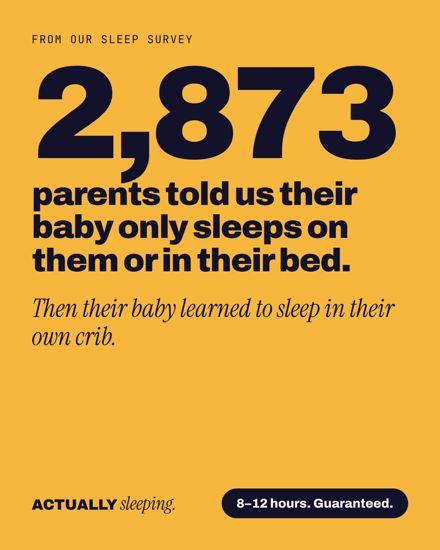 FROM OUR SLEEP SURVEY
2,873
parents told us their
baby only sleeps on
them or in their bed.
Then their baby learned to sleep in their
own crib.
ACTUALLY sleeping.
8–12 hours. Guaranteed.